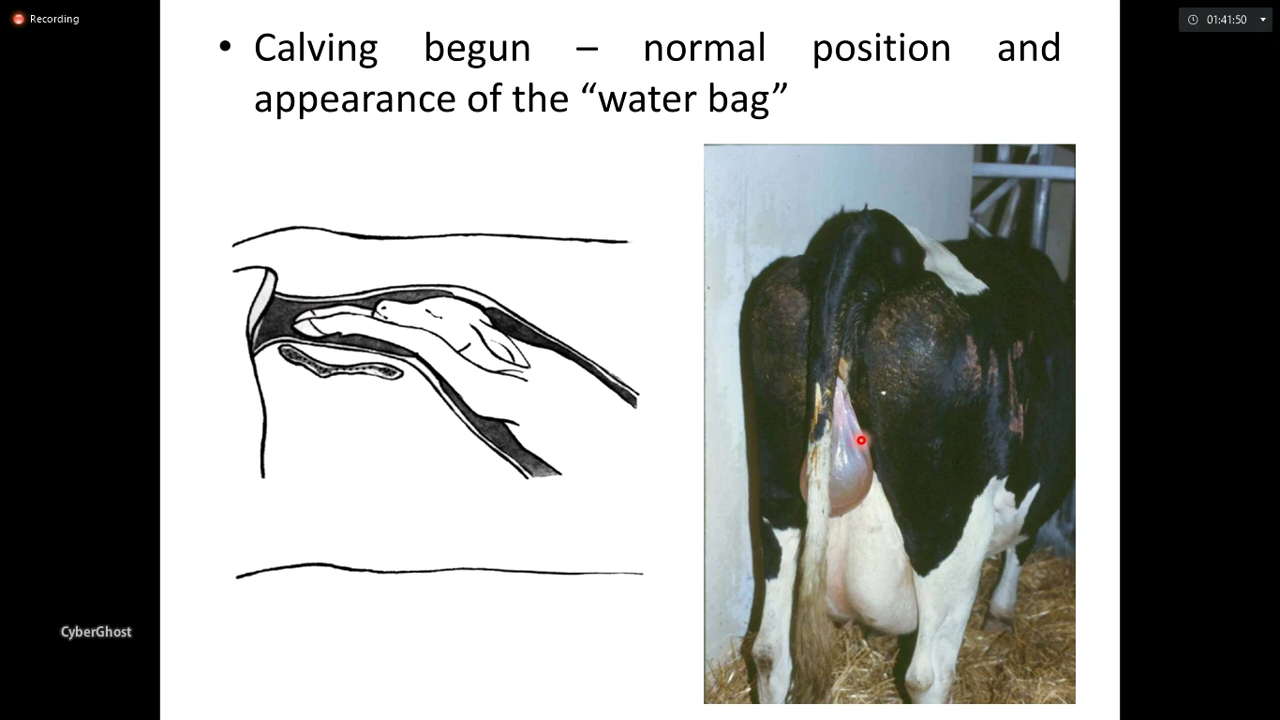 Recording
01:41:50
• Calving begun – normal position and
appearance of the “water bag”
CyberGhost